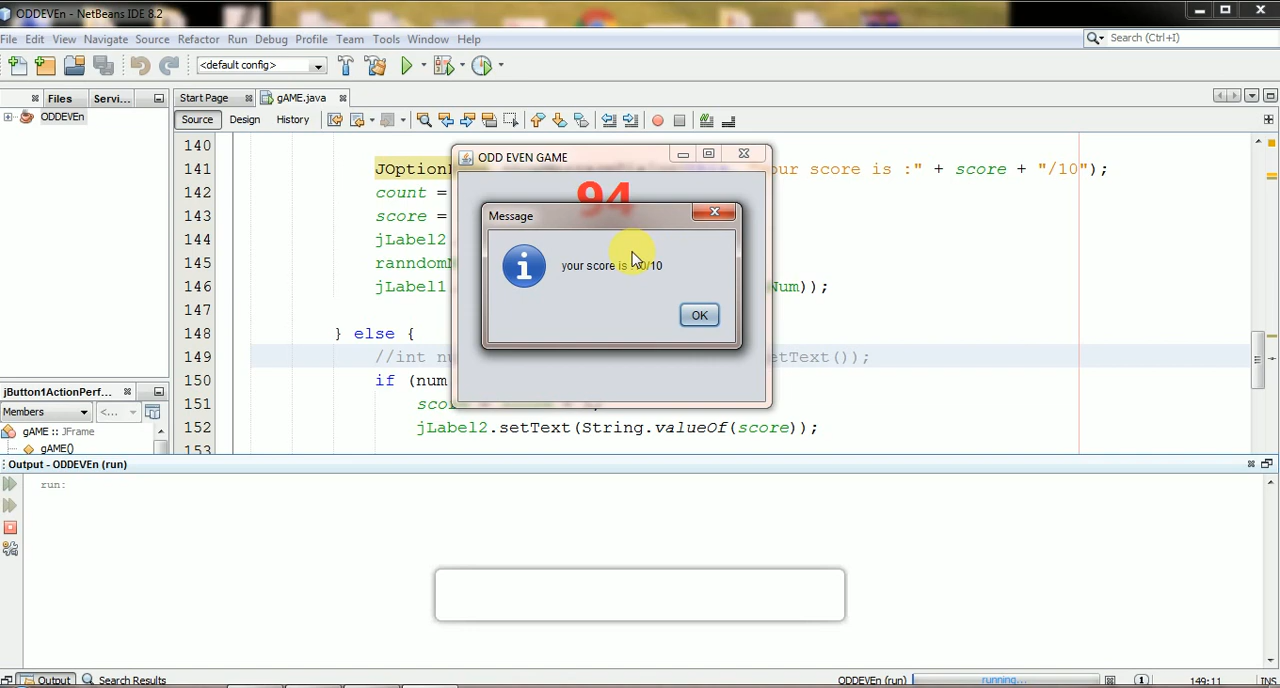 ODDEVEn - NetBeans IDE 8.2
File Edit View Navigate Source Refactor Run Debug Profile Team Tools Window Help
Search (Ctrl+I)
<default config>
Files Servi...
Start Page gAME.java
ODDEVEn
Source Design History
140
141 JOption our score is :" + score + "/10");
142 count =
143 score =
144 jLabel2
145 ranndom
146 jLabel1 Num));
147
148 } else {
149 //int nu etText());
150 if (num
151
152 jLabel2.setText(String.valueOf(score));
153
ODD EVEN GAME
94
Message
your score is 0/10
OK
jButton1ActionPerf...
Members <...
gAME :: JFrame
gAME()
Output - ODDEVEn (run)
run:
Output Search Results
ODDEVEn (run) running... 1 149:11 INS